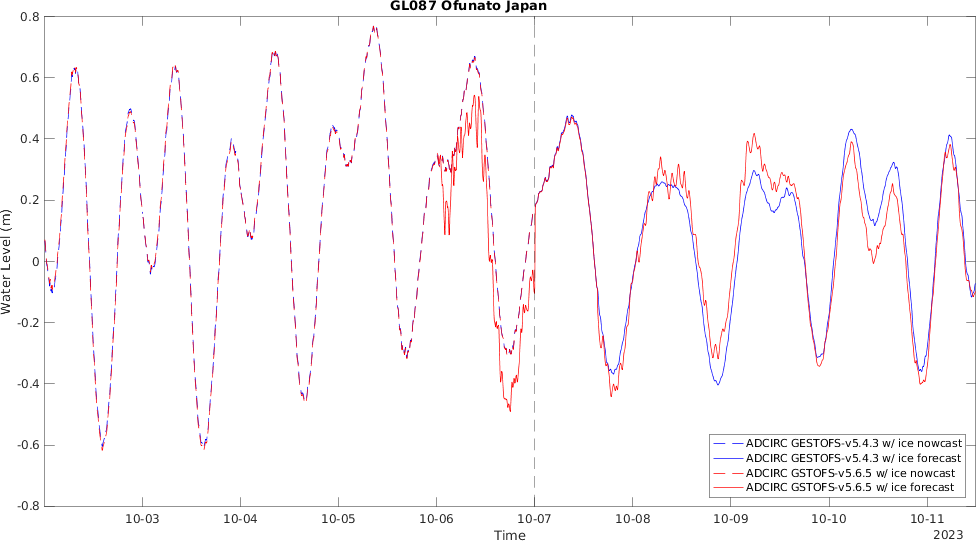 GL087 Ofunato Japan
0.8
0.6
0.4
0.2
0
-0.2
-0.4
-0.6
-0.8
Water Level (m)
ADCIRC GESTOFS-v5.4.3 w/ ice nowcast
ADCIRC GESTOFS-v5.4.3 w/ ice forecast
ADCIRC GSTOFS-v5.6.5 w/ ice nowcast
ADCIRC GSTOFS-v5.6.5 w/ ice forecast
10-03 10-04 10-05 10-06 10-07 10-08 10-09 10-10 10-11
Time
2023